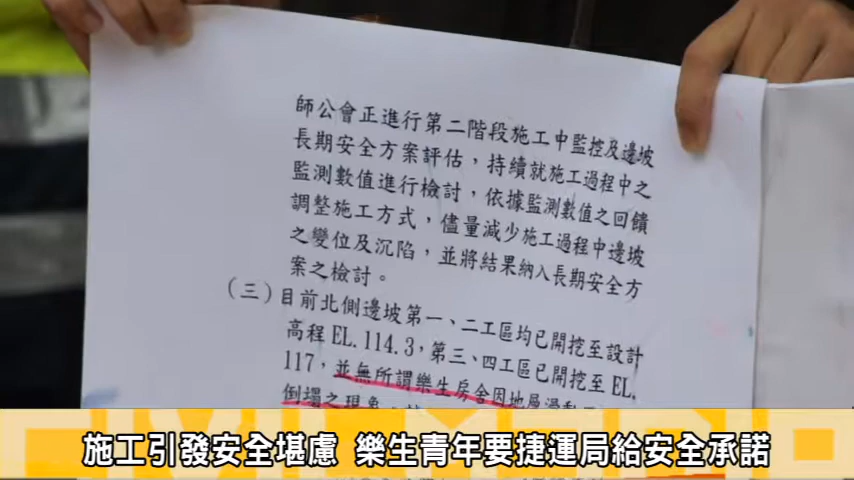 師公會正進行第二階段施工中監控及邊坡
長期安全方案評估，持續就施工過程中之
監測數值進行檢討，依據監測數值之回饋
調整施工方式，儘量減少施工過程中邊坡
之變位及沉陷，並將結果納入長期安全方
案之檢討。
（三）目前北側邊坡第一、二工區均已開挖至設計
高程EL.114.3，第三、四工區已開挖至EL.
117，並無所謂樂生房舍因地層滑動
倒塌之現象
施工引發安全堪慮 樂生青年要捷運局給安全承諾